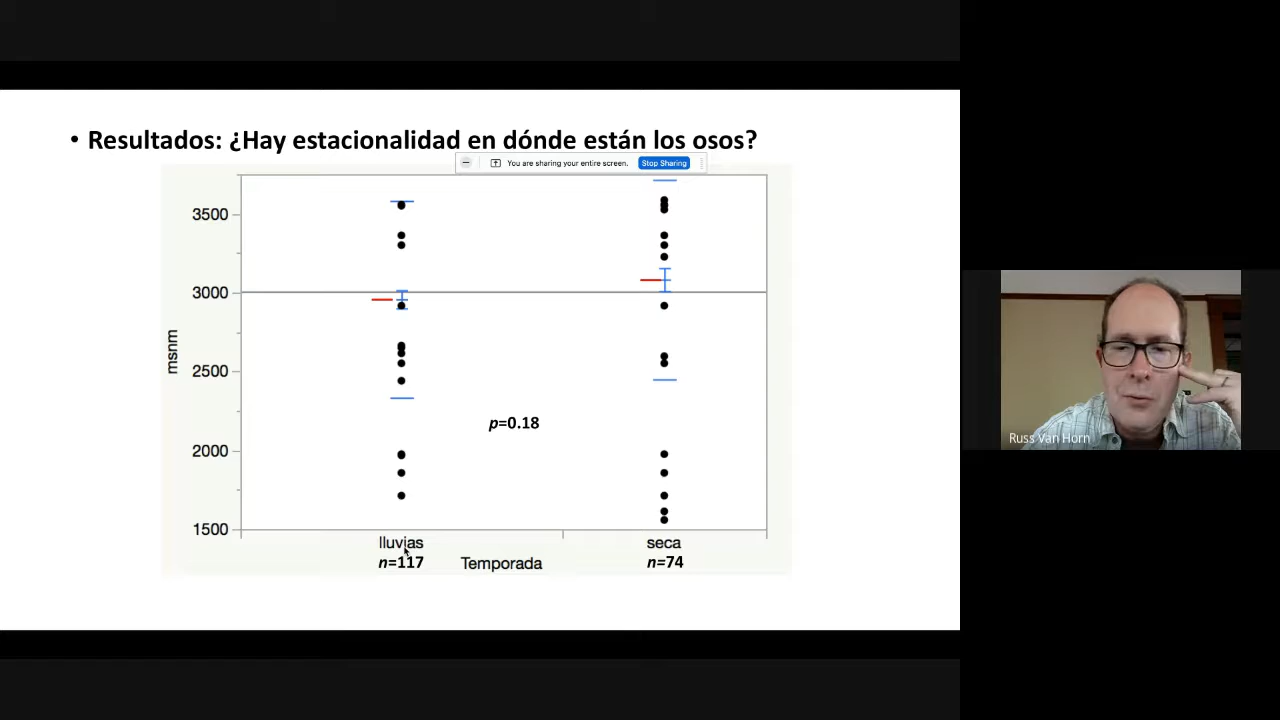 • Resultados: ¿Hay estacionalidad en dónde están los osos?
You are sharing your entire screen. Stop Sharing
3500
3000
2500
2000
1500
msnm
p=0.18
lluvias
seca
n=117
Temporada
n=74
Russ Van Horn